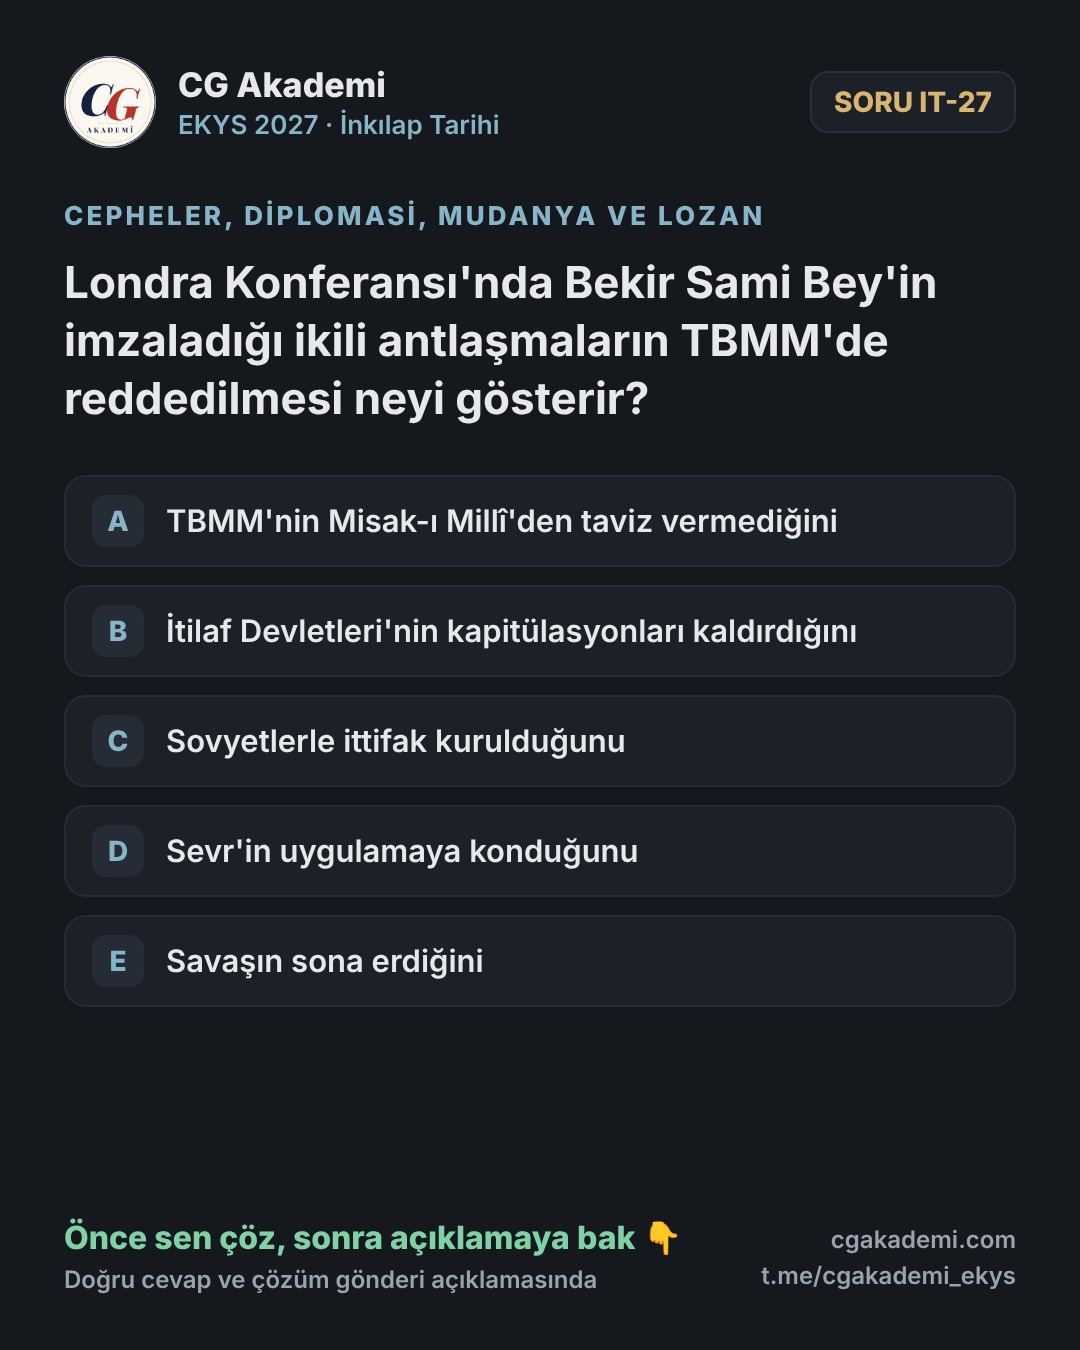 CG
AKADEMİ
CG Akademi
EKYS 2027 · İnkılap Tarihi
SORU IT-27
CEPHELER, DİPLOMASİ, MUDANYA VE LOZAN
Londra Konferansı'nda Bekir Sami Bey'in
imzaladığı ikili antlaşmaların TBMM'de
reddedilmesi neyi gösterir?
A TBMM'nin Misak-ı Millî'den taviz vermediğini
B İtilaf Devletleri'nin kapitülasyonları kaldırdığını
C Sovyetlerle ittifak kurulduğunu
D Sevr'in uygulamaya konduğunu
E Savaşın sona erdiğini
Önce sen çöz, sonra açıklamaya bak 👇
Doğru cevap ve çözüm gönderi açıklamasında
cgakademi.com
t.me/cgakademi_ekys